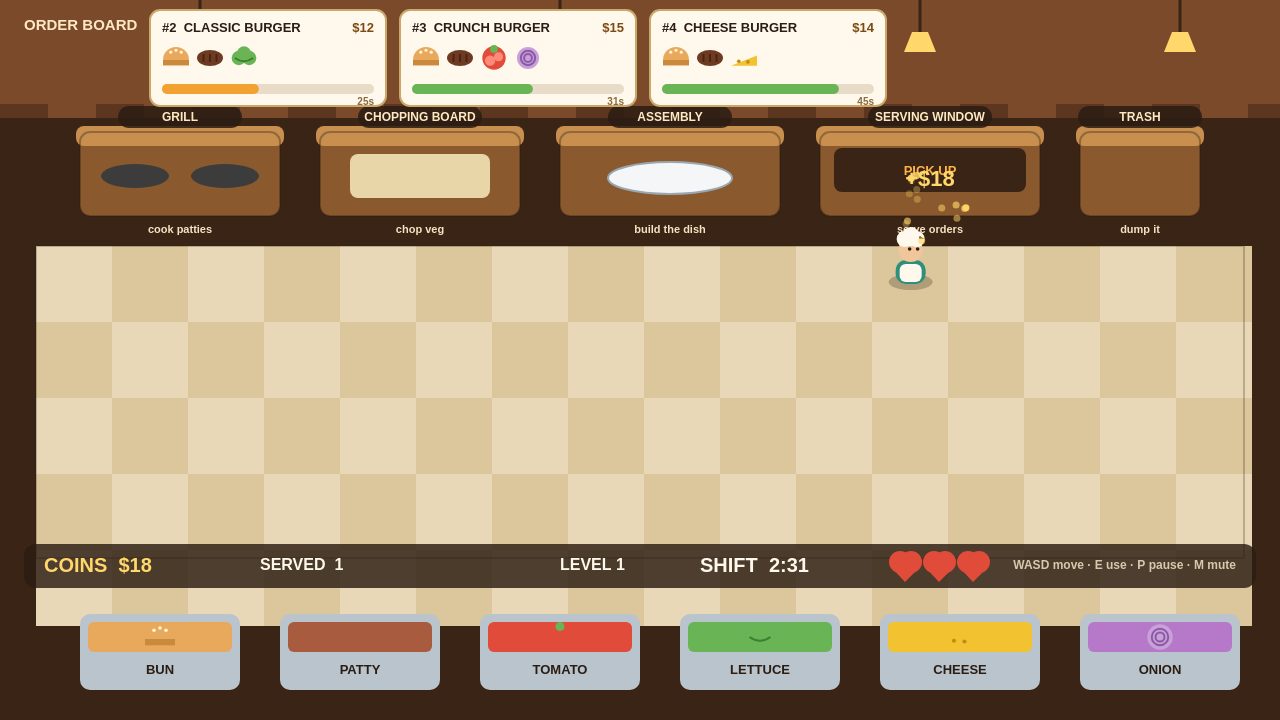 ORDER BOARD
#2 CLASSIC BURGER $12
25s
#3 CRUNCH BURGER $15
31s
#4 CHEESE BURGER $14
45s
GRILL
CHOPPING BOARD
ASSEMBLY
SERVING WINDOW
TRASH
PICK UP
+$18
cook patties
chop veg
build the dish
serve orders
dump it
COINS $18
SERVED 1
LEVEL 1
SHIFT 2:31
WASD move · E use · P pause · M mute
BUN
PATTY
TOMATO
LETTUCE
CHEESE
ONION